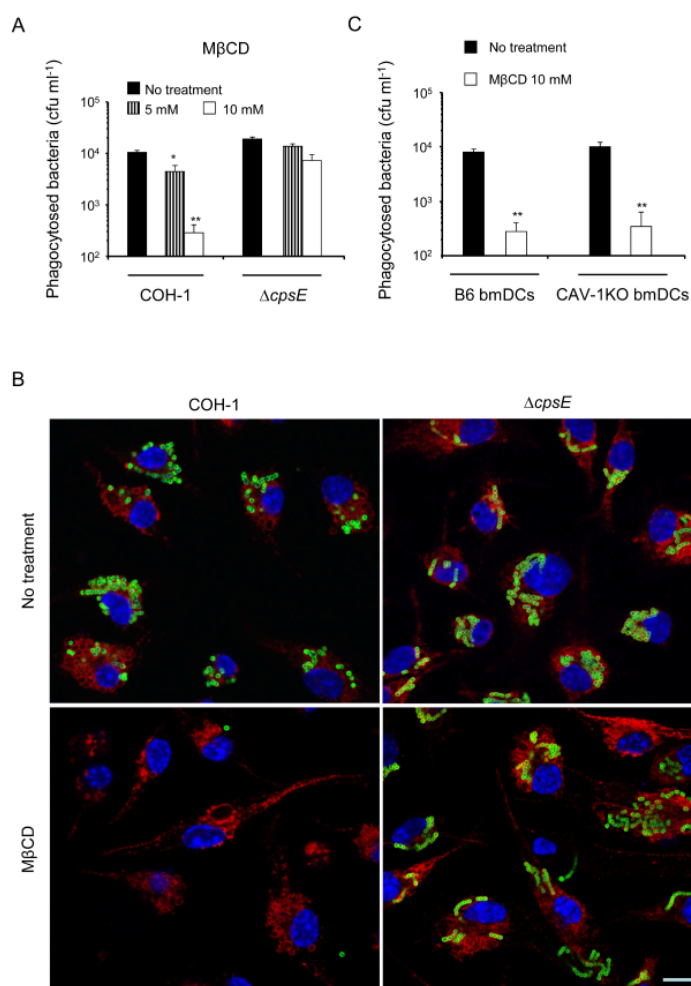 A
MβCD
No treatment
5 mM
10 mM
Phagocytosed bacteria (cfu ml-1)
10⁵
10⁴
10³
10²
*
**
COH-1
ΔcpsE
C
No treatment
MβCD 10 mM
Phagocytosed bacteria (cfu ml-1)
10⁵
10⁴
10³
10²
**
**
B6 bmDCs
CAV-1KO bmDCs
B
COH-1
ΔcpsE
No treatment
MβCD